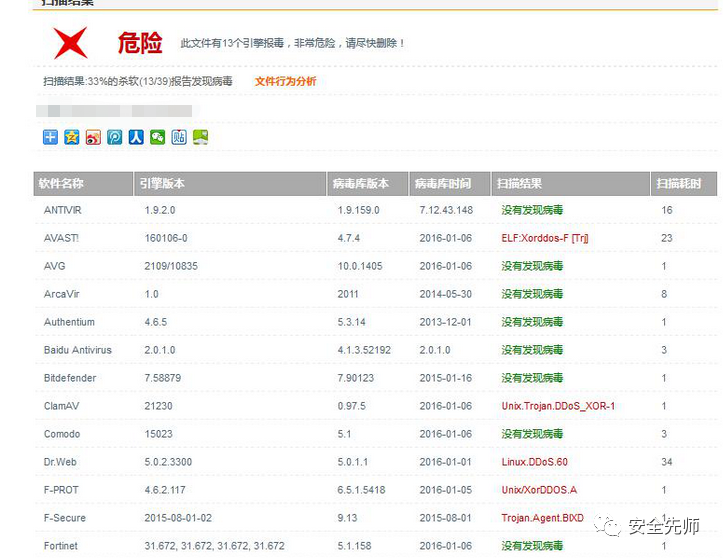 扫描结果
危险 此文件有13个引擎报毒，非常危险，请尽快删除！
扫描结果:33%的杀软(13/39)报告发现病毒 文件行为分析
软件名称 引擎版本 病毒库版本 病毒库时间 扫描结果 扫描耗时
ANTIVIR 1.9.2.0 1.9.159.0 7.12.43.148 没有发现病毒 16
AVAST! 160106-0 4.7.4 2016-01-06 ELF:Xorddos-F [Trj] 23
AVG 2109/10835 10.0.1405 2016-01-06 没有发现病毒 1
ArcaVir 1.0 2011 2014-05-30 没有发现病毒 8
Authentium 4.6.5 5.3.14 2013-12-01 没有发现病毒 1
Baidu Antivirus 2.0.1.0 4.1.3.52192 2.0.1.0 没有发现病毒 3
Bitdefender 7.58879 7.90123 2015-01-16 没有发现病毒 1
ClamAV 21230 0.97.5 2016-01-06 Unix.Trojan.DDoS_XOR-1 1
Comodo 15023 5.1 2016-01-06 没有发现病毒 3
Dr.Web 5.0.2.3300 5.0.1.1 2016-01-01 Linux.DDoS.60 34
F-PROT 4.6.2.117 6.5.1.5418 2016-01-05 Unix/XorDDOS.A 1
F-Secure 2015-08-01-02 9.13 2015-08-01 Trojan.Agent.BIXD 1
安全先师
Fortinet 31.672, 31.672, 31.672, 31.672 5.1.158 2016-01-06 没有发现病毒 1